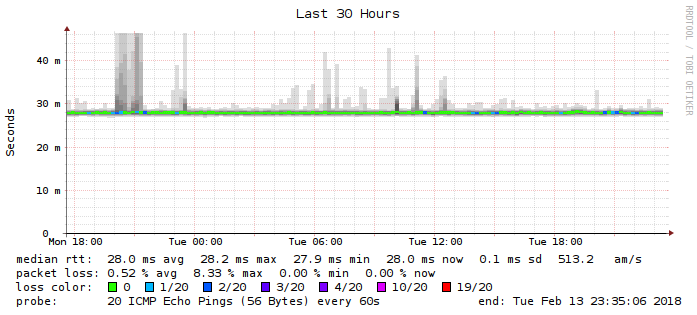 Last 30 Hours
RRDTOOL / TOBI OETIKER
Seconds
40 m
30 m
20 m
10 m
0
Mon 18:00 Tue 00:00 Tue 06:00 Tue 12:00 Tue 18:00
median rtt: 28.0 ms avg 28.2 ms max 27.9 ms min 28.0 ms now 0.1 ms sd 513.2 am/s
packet loss: 0.52 % avg 8.33 % max 0.00 % min 0.00 % now
loss color: 0 1/20 2/20 3/20 4/20 10/20 19/20
probe: 20 ICMP Echo Pings (56 Bytes) every 60s end: Tue Feb 13 23:35:06 2018